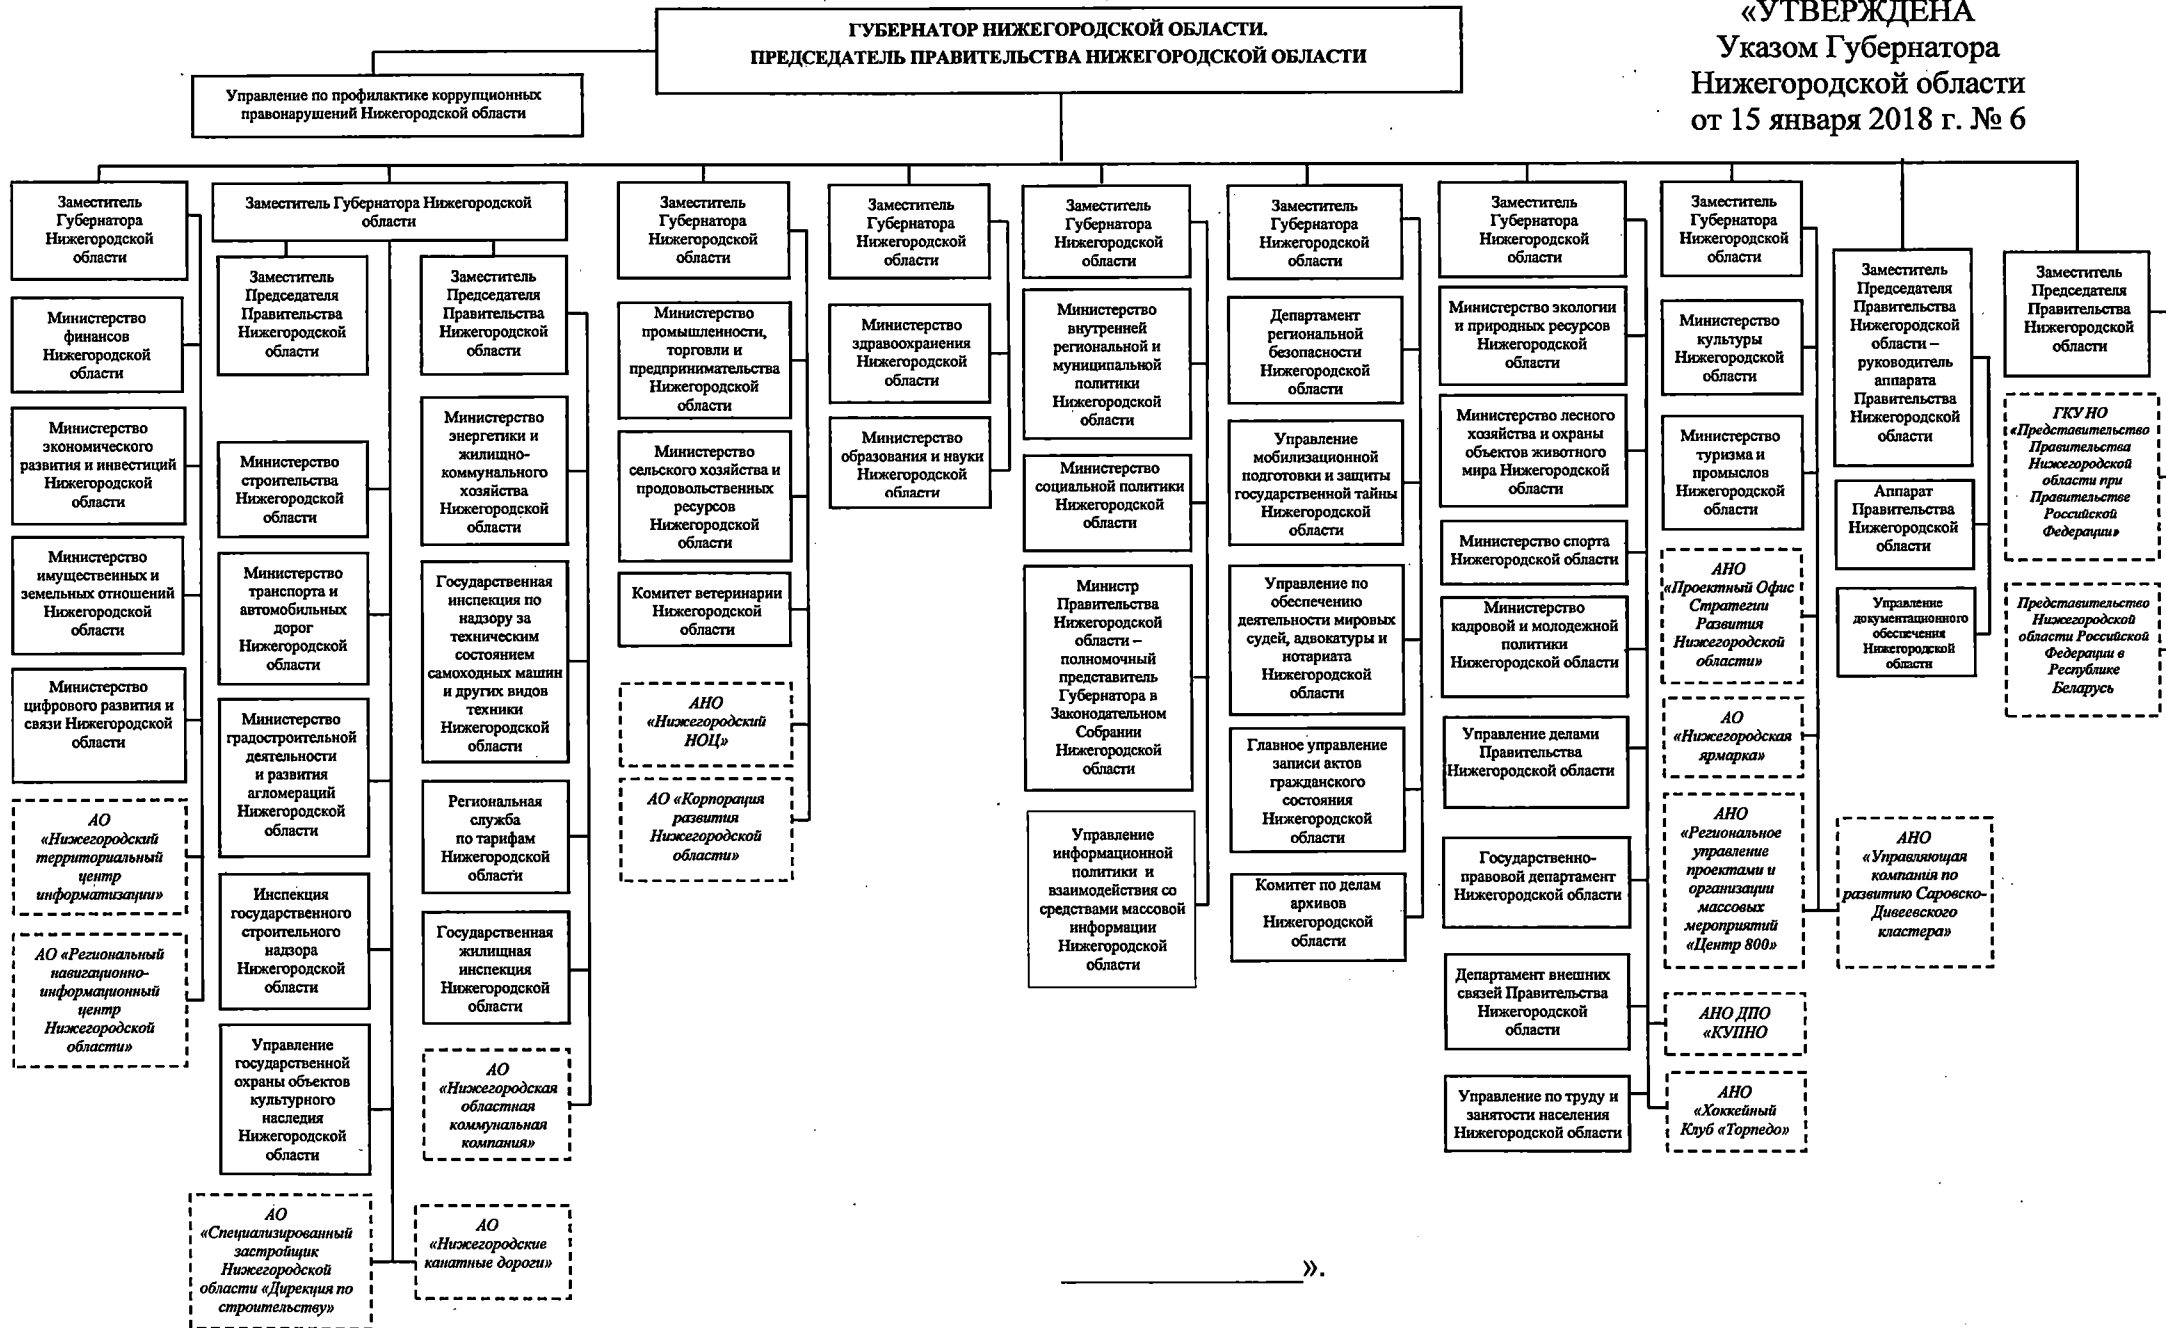 «УТВЕРЖДЕНА
Указом Губернатора
Нижегородской области
от 15 января 2018 г. № 6
ГУБЕРНАТОР НИЖЕГОРОДСКОЙ ОБЛАСТИ.
ПРЕДСЕДАТЕЛЬ ПРАВИТЕЛЬСТВА НИЖЕГОРОДСКОЙ ОБЛАСТИ
Управление по профилактике коррупционных
правонарушений Нижегородской области
Заместитель
Губернатора
Нижегородской
области
Министерство
финансов
Нижегородской
области
Министерство
экономического
развития и инвестиций
Нижегородской
области
Министерство
имущественных и
земельных отношений
Нижегородской
области
Министерство
цифрового развития и
связи Нижегородской
области
АО
«Нижегородский
территориальный
центр
информатизации»
АО «Региональный
навигационно-
информационный
центр
Нижегородской
области»
Заместитель Губернатора Нижегородской
области
Заместитель
Председателя
Правительства
Нижегородской
области
Министерство
строительства
Нижегородской
области
Министерство
транспорта и
автомобильных
дорог
Нижегородской
области
Министерство
градостроительной
деятельности
и развития
агломераций
Нижегородской
области
Инспекция
государственного
строительного
надзора
Нижегородской
области
Управление
государственной
охраны объектов
культурного
наследия
Нижегородской
области
АО
«Специализированный
застройщик
Нижегородской
области «Дирекция по
строительству»
Заместитель
Председателя
Правительства
Нижегородской
области
Министерство
энергетики и
жилищно-
коммунального
хозяйства
Нижегородской
области
Государственная
инспекция по
надзору за
техническим
состоянием
самоходных машин
и других видов
техники
Нижегородской
области
Региональная
служба
по тарифам
Нижегородской
области
Государственная
жилищная
инспекция
Нижегородской
области
АО
«Нижегородская
областная
коммунальная
компания»
АО
«Нижегородские
канатные дороги»
Заместитель
Губернатора
Нижегородской
области
Министерство
промышленности,
торговли и
предпринимательства
Нижегородской
области
Министерство
сельского хозяйства и
продовольственных
ресурсов
Нижегородской
области
Комитет ветеринарии
Нижегородской
области
АНО
«Нижегородский
НОЦ»
АО «Корпорация
развития
Нижегородской
области»
Заместитель
Губернатора
Нижегородской
области
Министерство
здравоохранения
Нижегородской
области
Министерство
образования и науки
Нижегородской
области
Заместитель
Губернатора
Нижегородской
области
Министерство
внутренней
региональной и
муниципальной
политики
Нижегородской
области
Министерство
социальной политики
Нижегородской
области
Министр
Правительства
Нижегородской
области –
полномочный
представитель
Губернатора в
Законодательном
Собрании
Нижегородской
области
Управление
информационной
политики и
взаимодействия со
средствами массовой
информации
Нижегородской
области
Заместитель
Губернатора
Нижегородской
области
Департамент
региональной
безопасности
Нижегородской
области
Управление
мобилизационной
подготовки и защиты
государственной тайны
Нижегородской
области
Управление по
обеспечению
деятельности мировых
судей, адвокатуры и
нотариата
Нижегородской
области
Главное управление
записи актов
гражданского
состояния
Нижегородской
области
Комитет по делам
архивов
Нижегородской
области
Заместитель
Губернатора
Нижегородской
области
Министерство экологии
и природных ресурсов
Нижегородской
области
Министерство лесного
хозяйства и охраны
объектов животного
мира Нижегородской
области
Министерство спорта
Нижегородской области
Министерство
кадровой и молодежной
политики
Нижегородской области
Управление делами
Правительства
Нижегородской области
Государственно-
правовой департамент
Нижегородской области
Департамент внешних
связей Правительства
Нижегородской
области
Управление по труду и
занятости населения
Нижегородской области
Заместитель
Губернатора
Нижегородской
области
Министерство
культуры
Нижегородской
области
Министерство
туризма и
промыслов
Нижегородской
области
АНО
«Проектный Офис
Стратегии
Развития
Нижегородской
области»
АО
«Нижегородская
ярмарка»
АНО
«Региональное
управление
проектами и
организации
массовых
мероприятий
«Центр 800»
АНО ДПО
«КУПНО
АНО
«Хоккейный
Клуб «Торпедо»
Заместитель
Председателя
Правительства
Нижегородской
области –
руководитель
аппарата
Правительства
Нижегородской
области
Аппарат
Правительства
Нижегородской
области
Управление
документационного
обеспечения
Нижегородской
области
АНО
«Управляющая
компания по
развитию Саровско-
Дивеевского
кластера»
Заместитель
Председателя
Правительства
Нижегородской
области
ГКУ НО
«Представительство
Правительства
Нижегородской
области при
Правительстве
Российской
Федерации»
Представительство
Нижегородской
области Российской
Федерации в
Республике
Беларусь
».